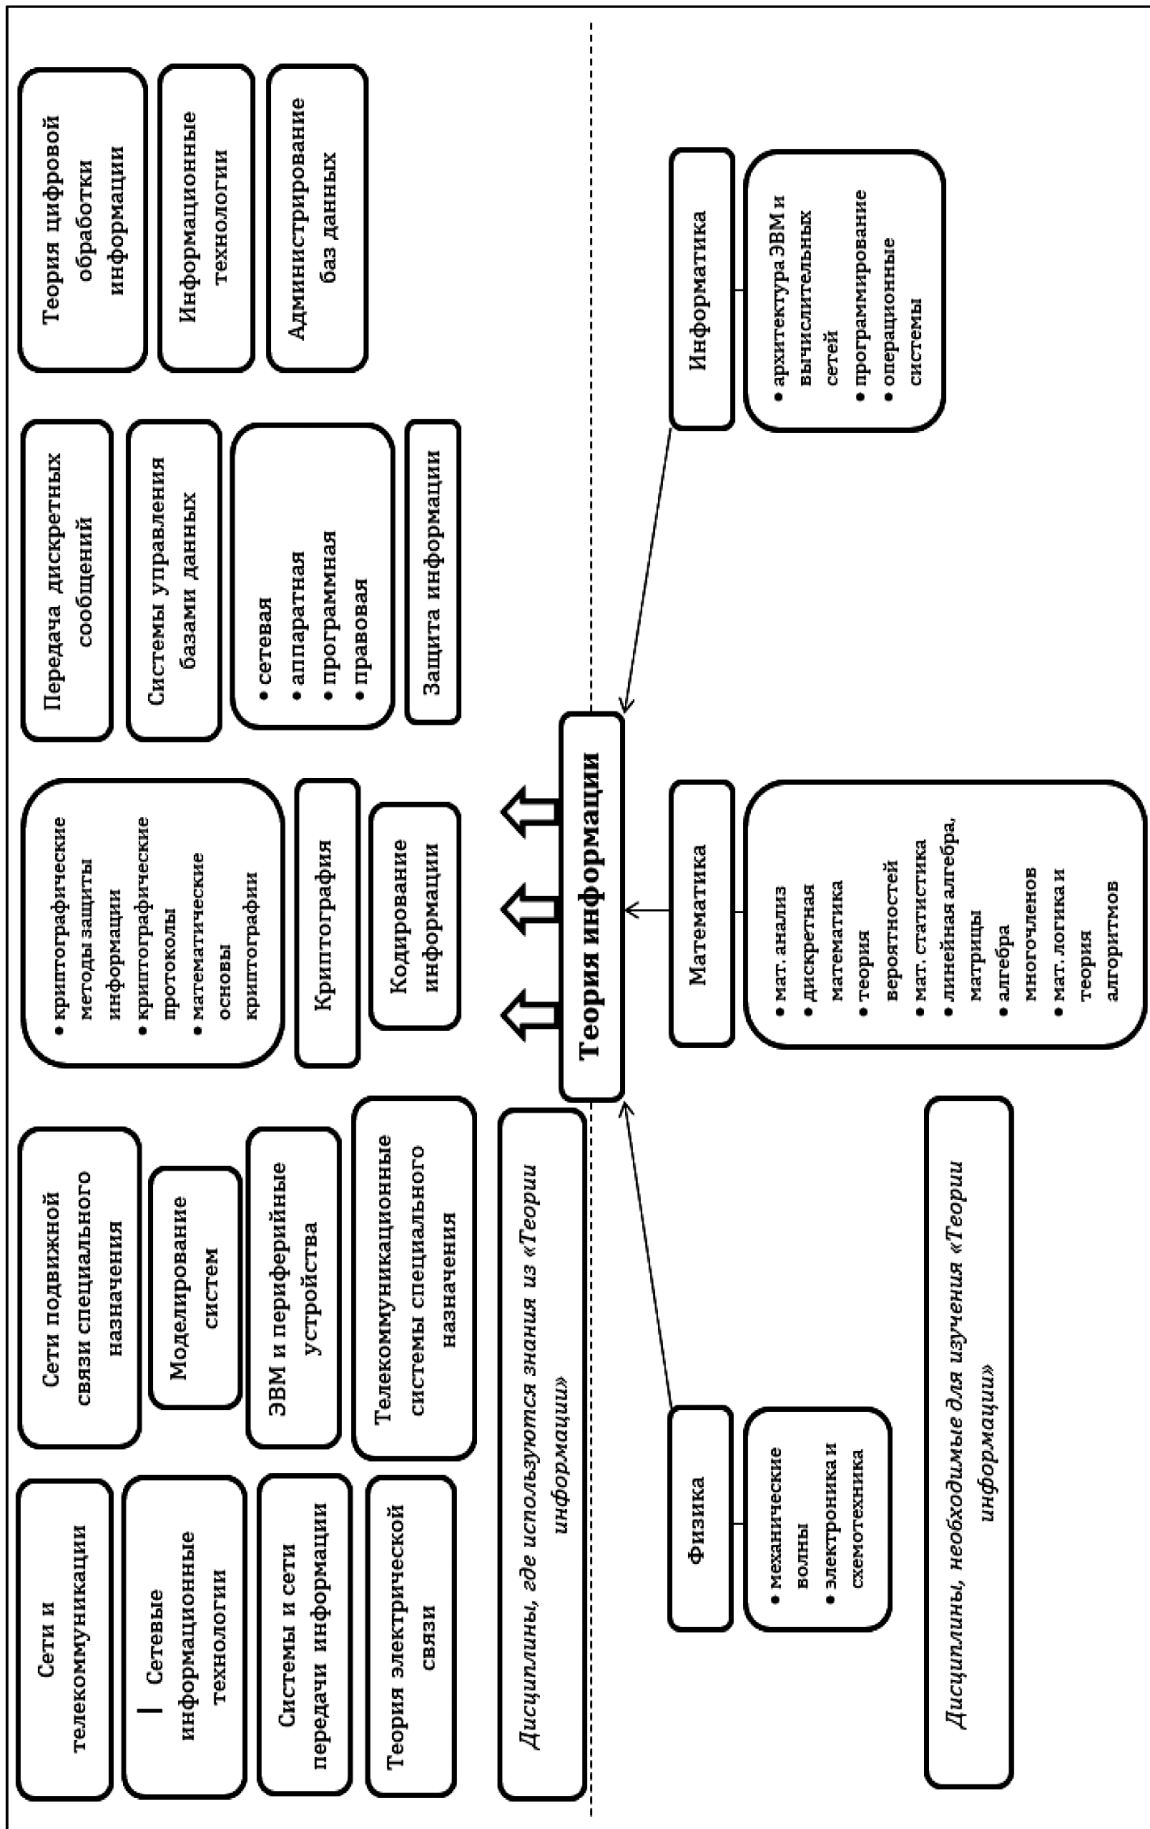 Сети и
телекоммуникации
Сетевые
информационные
технологии
Системы и сети
передачи информации
Теория электрической
связи
Сети подвижной
связи специального
назначения
Моделирование
систем
ЭВМ и периферийные
устройства
Телекоммуникационные
системы специального
назначения
• криптографические
методы защиты
информации
• криптографические
протоколы
• математические
основы
криптографии
Криптография
Кодирование
информации
Передача дискретных
сообщений
Системы управления
базами данных
• сетевая
• аппаратная
• программная
• правовая
Защита информации
Теория цифровой
обработки
информации
Информационные
технологии
Администрирование
баз данных
Дисциплины, где используются знания из «Теории
информации»
Теория информации
Физика
• механические
волны
• электроника и
схемотехника
Математика
• мат. анализ
• дискретная
математика
• теория
вероятностей
• мат. статистика
• линейная алгебра,
матрицы
• алгебра
многочленов
• мат. логика и
теория
алгоритмов
Информатика
• архитектура ЭВМ и
вычислительных
сетей
• программирование
• операционные
системы
Дисциплины, необходимые для изучения «Теории
информации»